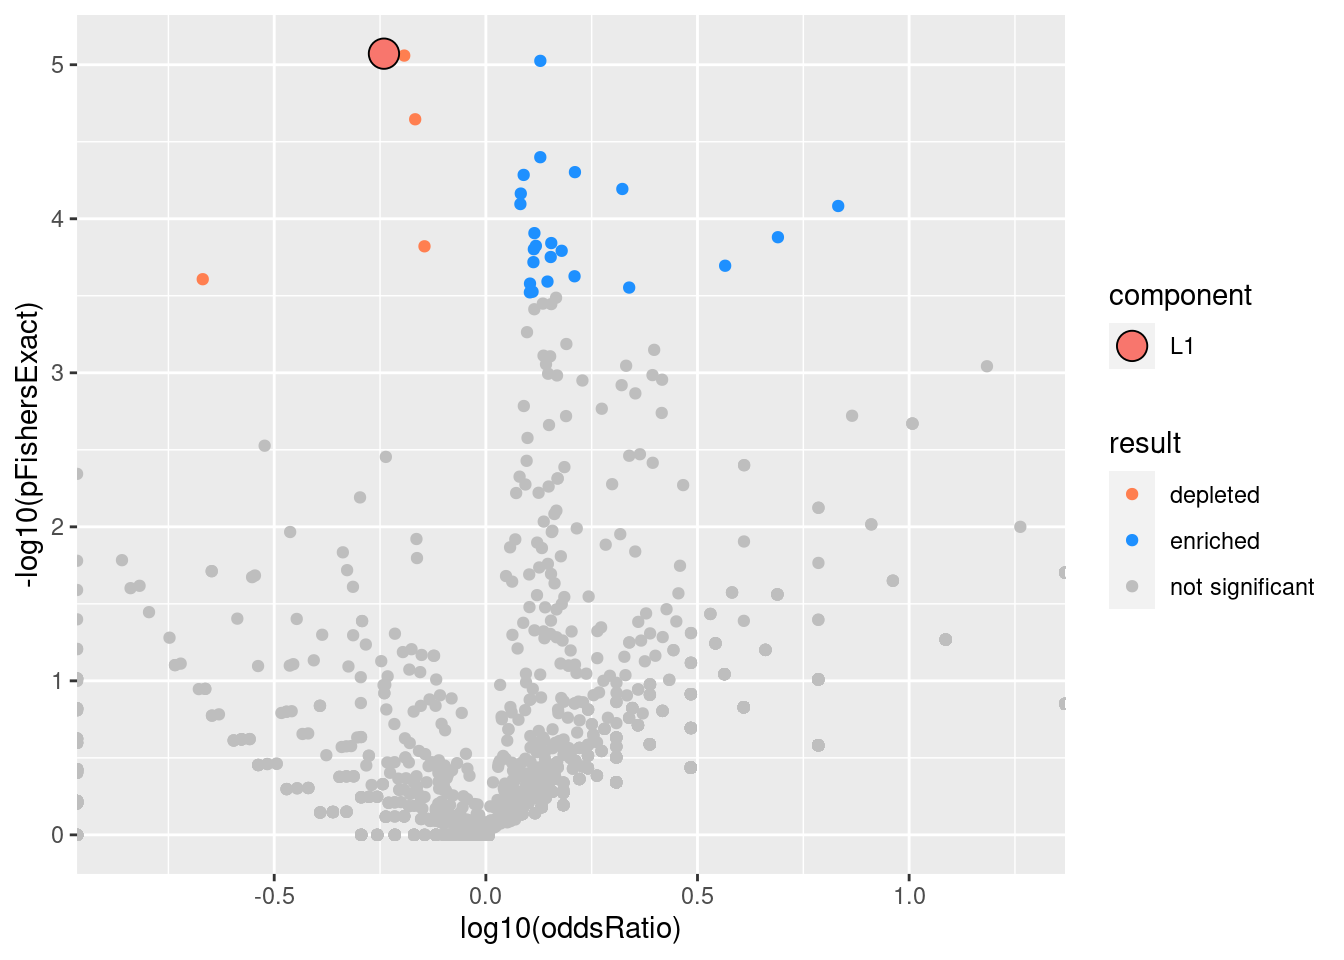 5
4
3
2
1
0
-0.5
0.0
0.5
1.0
log10(oddsRatio)
-log10(pFishersExact)
component
L1
result
depleted
enriched
not significant